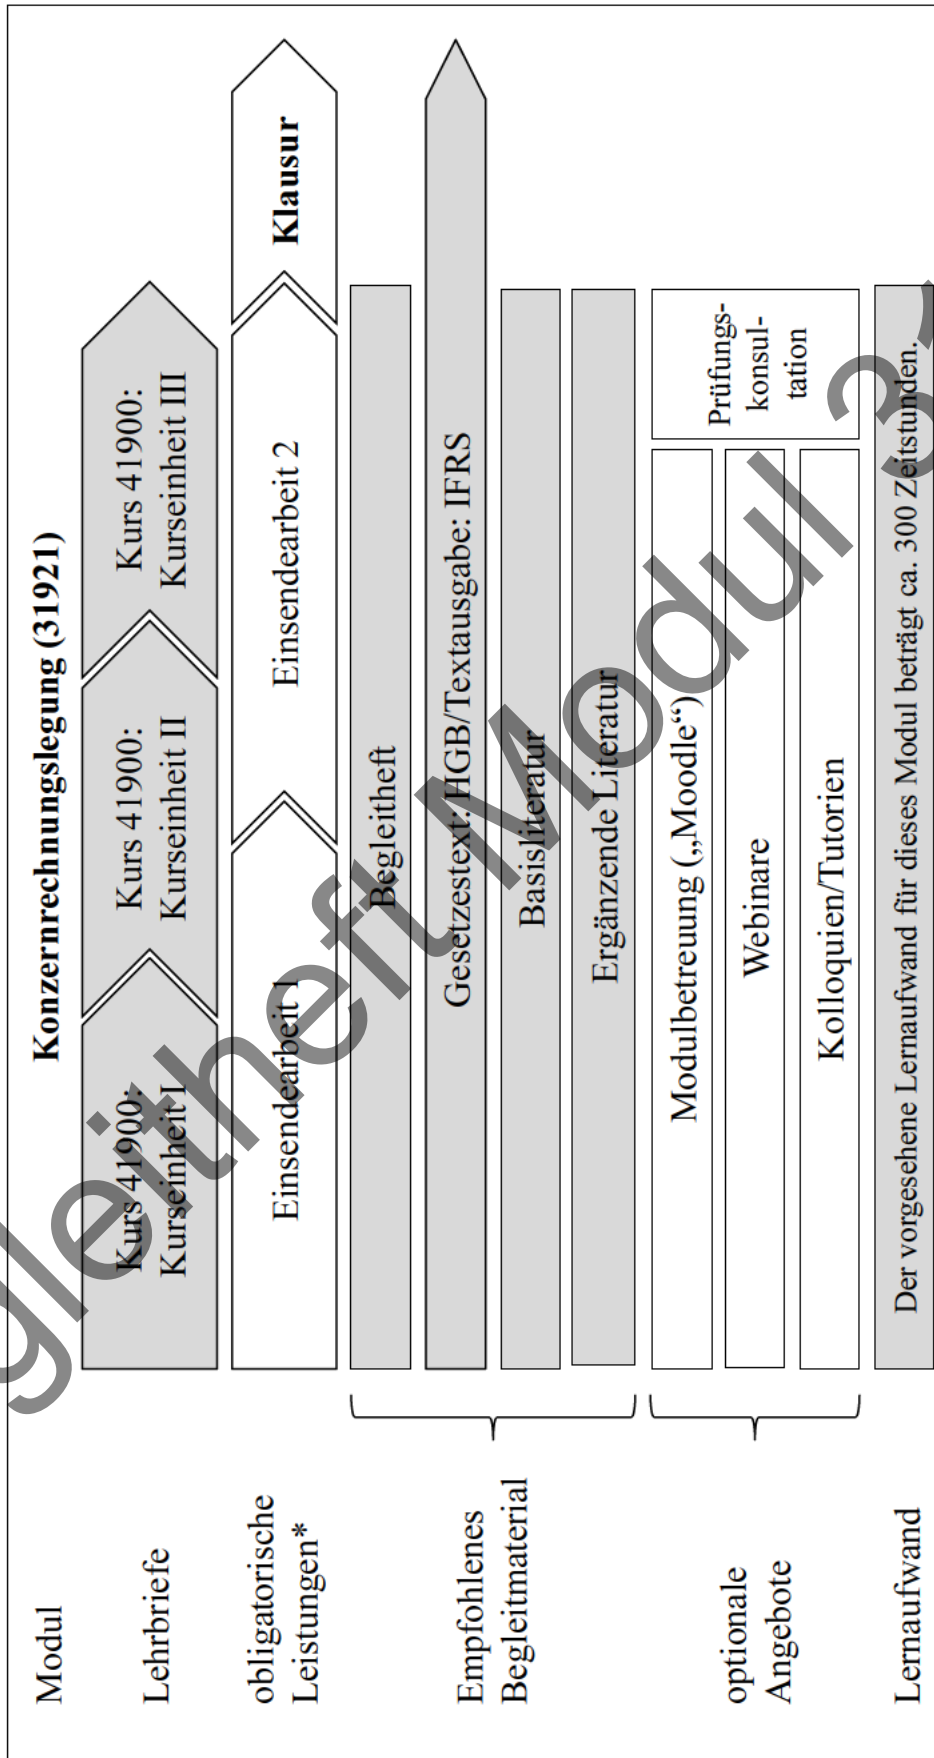 Modul
Konzernrechnungslegung (31921)
Lehrbriefe
Kurs 41900:
Kurseinheit I
Kurs 41900:
Kurseinheit II
Kurs 41900:
Kurseinheit III
obligatorische
Leistungen*
Einsendearbeit 1
Einsendearbeit 2
Klausur
Empfohlenes
Begleitmaterial
Begleitheft
Gesetzestext: HGB/Textausgabe: IFRS
Basisliteratur
Ergänzende Literatur
optionale
Angebote
Modulbetreuung („Moodle“)
Webinare
Kolloquien/Tutorien
Prüfungs-
konsul-
tation
Lernaufwand
Der vorgesehene Lernaufwand für dieses Modul beträgt ca. 300 Zeitstunden.
gleitheft Modul 3